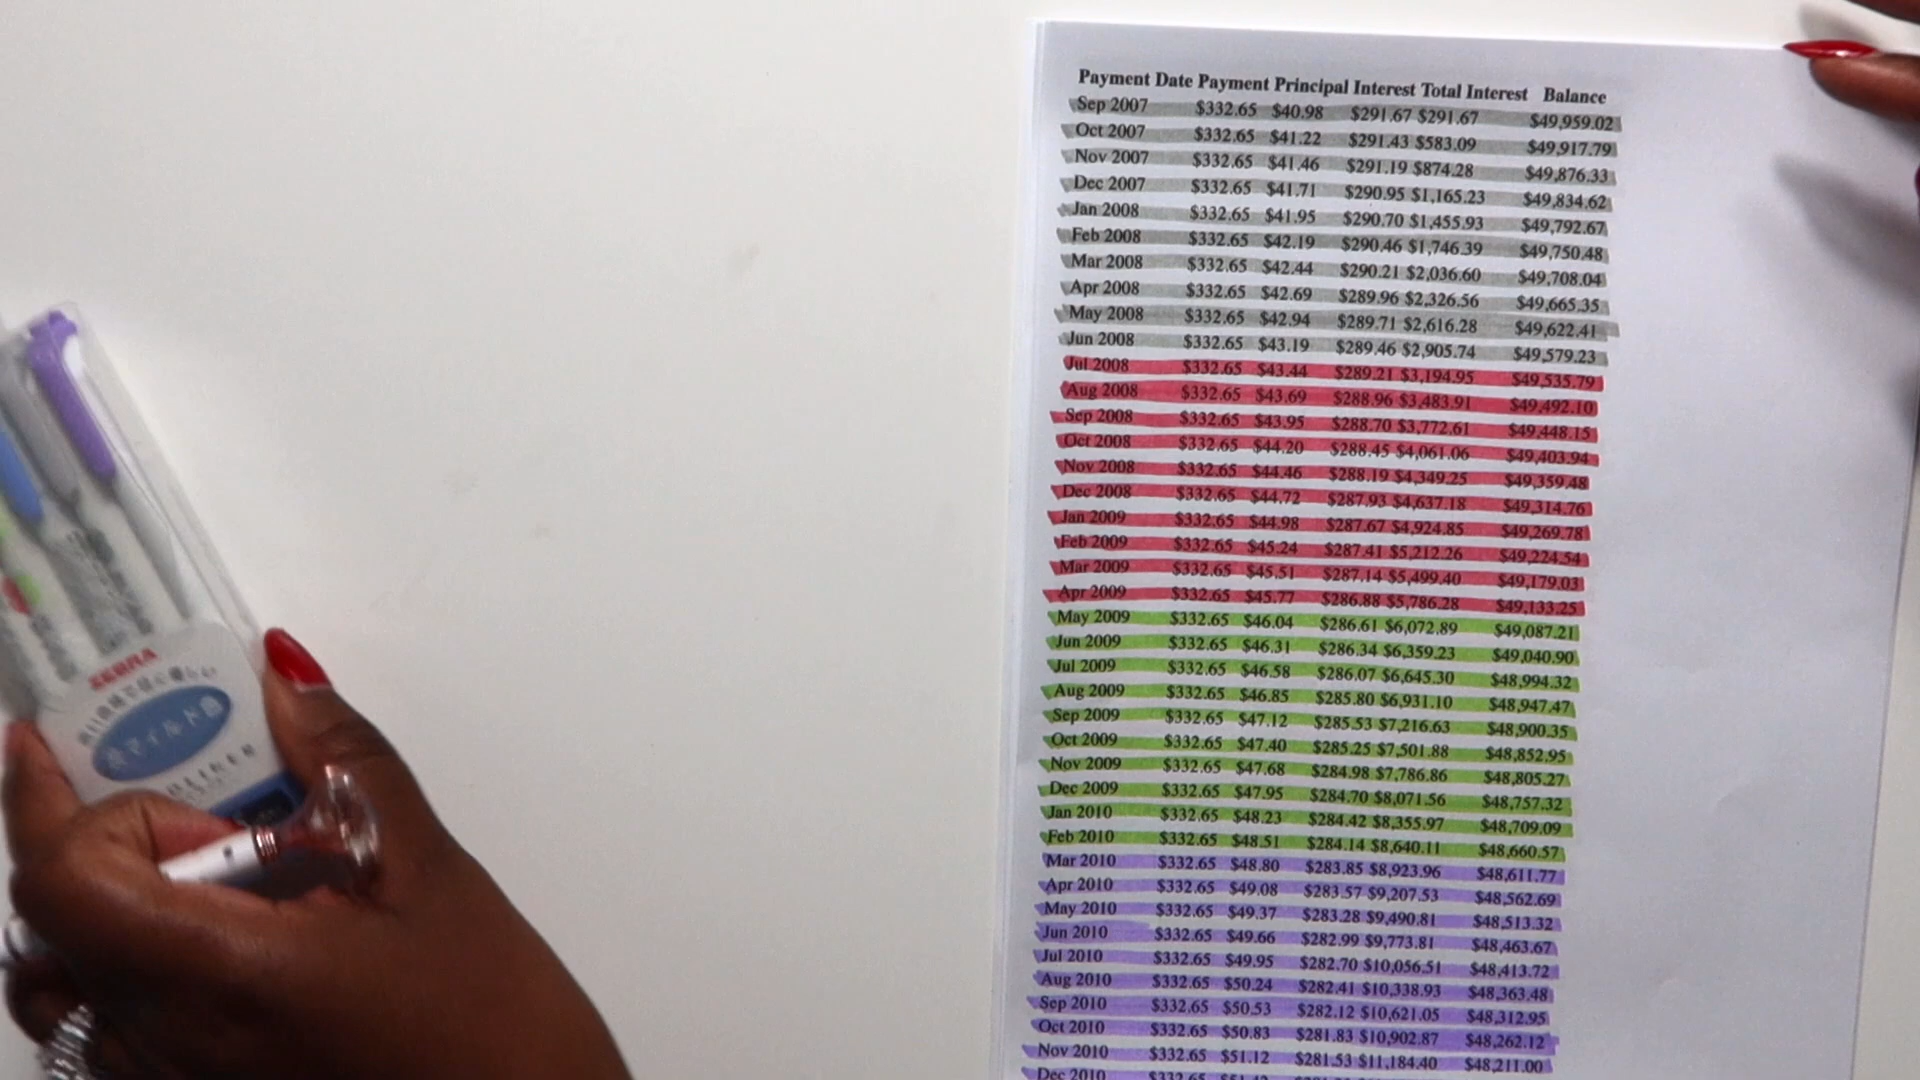 Payment Date Payment Principal Interest Total Interest Balance
Sep 2007 $332.65 $40.98 $291.67 $291.67 $49,959.02
Oct 2007 $332.65 $41.22 $291.43 $583.09 $49,917.79
Nov 2007 $332.65 $41.46 $291.19 $874.28 $49,876.33
Dec 2007 $332.65 $41.71 $290.95 $1,165.23 $49,834.62
Jan 2008 $332.65 $41.95 $290.70 $1,455.93 $49,792.67
Feb 2008 $332.65 $42.19 $290.46 $1,746.39 $49,750.48
Mar 2008 $332.65 $42.44 $290.21 $2,036.60 $49,708.04
Apr 2008 $332.65 $42.69 $289.96 $2,326.56 $49,665.35
May 2008 $332.65 $42.94 $289.71 $2,616.28 $49,622.41
Jun 2008 $332.65 $43.19 $289.46 $2,905.74 $49,579.23
Jul 2008 $332.65 $43.44 $289.21 $3,194.95 $49,535.79
Aug 2008 $332.65 $43.69 $288.96 $3,483.91 $49,492.10
Sep 2008 $332.65 $43.95 $288.70 $3,772.61 $49,448.15
Oct 2008 $332.65 $44.20 $288.45 $4,061.06 $49,403.94
Nov 2008 $332.65 $44.46 $288.19 $4,349.25 $49,359.48
Dec 2008 $332.65 $44.72 $287.93 $4,637.18 $49,314.76
Jan 2009 $332.65 $44.98 $287.67 $4,924.85 $49,269.78
Feb 2009 $332.65 $45.24 $287.41 $5,212.26 $49,224.54
Mar 2009 $332.65 $45.51 $287.14 $5,499.40 $49,179.03
Apr 2009 $332.65 $45.77 $286.88 $5,786.28 $49,133.25
May 2009 $332.65 $46.04 $286.61 $6,072.89 $49,087.21
Jun 2009 $332.65 $46.31 $286.34 $6,359.23 $49,040.90
Jul 2009 $332.65 $46.58 $286.07 $6,645.30 $48,994.32
Aug 2009 $332.65 $46.85 $285.80 $6,931.10 $48,947.47
Sep 2009 $332.65 $47.12 $285.53 $7,216.63 $48,900.35
Oct 2009 $332.65 $47.40 $285.25 $7,501.88 $48,852.95
Nov 2009 $332.65 $47.68 $284.98 $7,786.86 $48,805.27
Dec 2009 $332.65 $47.95 $284.70 $8,071.56 $48,757.32
Jan 2010 $332.65 $48.23 $284.42 $8,355.97 $48,709.09
Feb 2010 $332.65 $48.51 $284.14 $8,640.11 $48,660.57
Mar 2010 $332.65 $48.80 $283.85 $8,923.96 $48,611.77
Apr 2010 $332.65 $49.08 $283.57 $9,207.53 $48,562.69
May 2010 $332.65 $49.37 $283.28 $9,490.81 $48,513.32
Jun 2010 $332.65 $49.66 $282.99 $9,773.81 $48,463.67
Jul 2010 $332.65 $49.95 $282.70 $10,056.51 $48,413.72
Aug 2010 $332.65 $50.24 $282.41 $10,338.93 $48,363.48
Sep 2010 $332.65 $50.53 $282.12 $10,621.05 $48,312.95
Oct 2010 $332.65 $50.83 $281.83 $10,902.87 $48,262.12
Nov 2010 $332.65 $51.12 $281.53 $11,184.40 $48,211.00
Dec 2010 $332.65
ZEBRA
マイルド